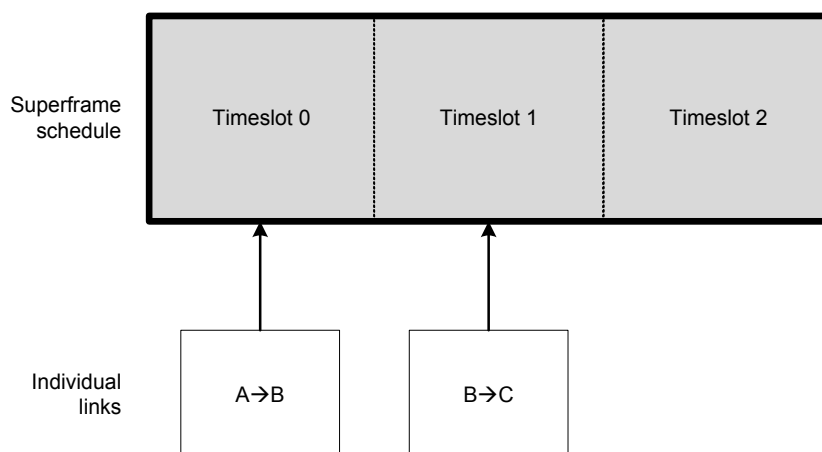 Superframe
schedule
Timeslot 0
Timeslot 1
Timeslot 2
Individual
links
A→B
B→C